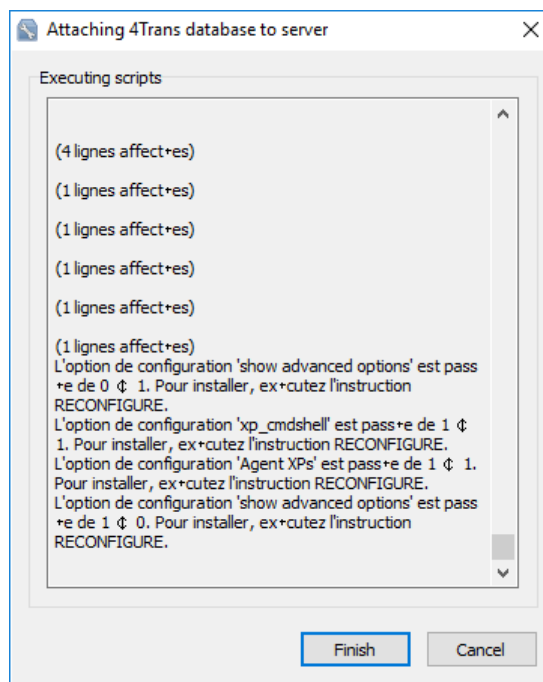 Attaching 4Trans database to server
Executing scripts
(4 lignes affect+es)
(1 lignes affect+es)
(1 lignes affect+es)
(1 lignes affect+es)
(1 lignes affect+es)
(1 lignes affect+es)
L'option de configuration 'show advanced options' est pass
+e de 0 ¢ 1. Pour installer, ex+cutez l'instruction
RECONFIGURE.
L'option de configuration 'xp_cmdshell' est pass+e de 1 ¢
1. Pour installer, ex+cutez l'instruction RECONFIGURE.
L'option de configuration 'Agent XPs' est pass+e de 1 ¢ 1.
Pour installer, ex+cutez l'instruction RECONFIGURE.
L'option de configuration 'show advanced options' est pass
+e de 1 ¢ 0. Pour installer, ex+cutez l'instruction
RECONFIGURE.
Finish
Cancel